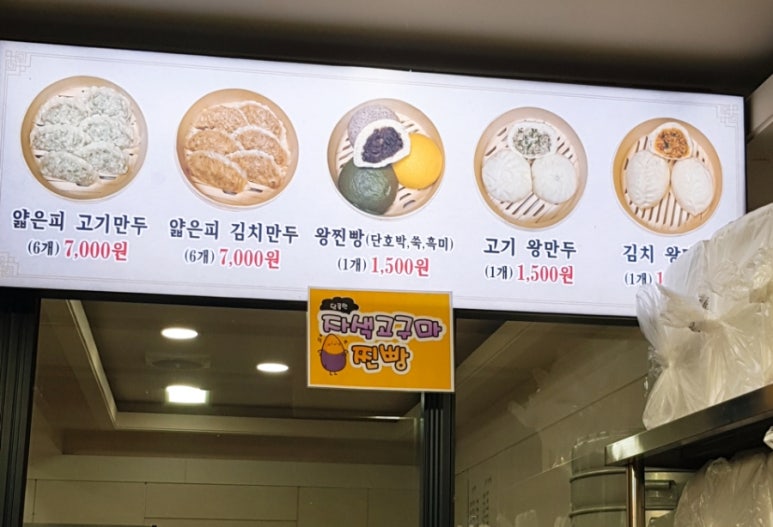 얇은피 고기만두
(6개) 7,000원
얇은피 김치만두
(6개) 7,000원
왕찐빵(단호박,쑥,흑미)
(1개) 1,500원
고기 왕만두
(1개) 1,500원
김치 왕
(1개) 1
자색고구마
찐빵